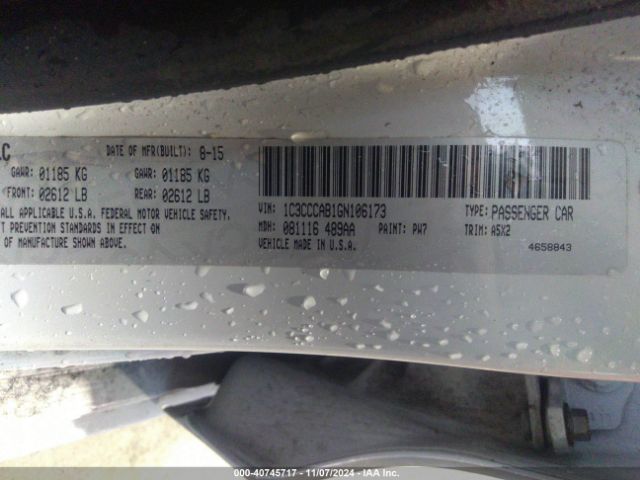 LC DATE OF MFR(BUILT): 8-15
GAWR: 01185 KG GAWR: 01185 KG
FRONT: 02612 LB REAR: 02612 LB
ALL APPLICABLE U.S.A. FEDERAL MOTOR VEHICLE SAFETY,
T PREVENTION STANDARDS IN EFFECT ON
OF MANUFACTURE SHOWN ABOVE.
VIN: 1C3CCCAB1GN106173 TYPE: PASSENGER CAR
MDH: 081116 489AA PAINT: PW7 TRIM: A5X2
VEHICLE MADE IN U.S.A. 4658843
000-40745717 - 11/07/2024 - IAA Inc.